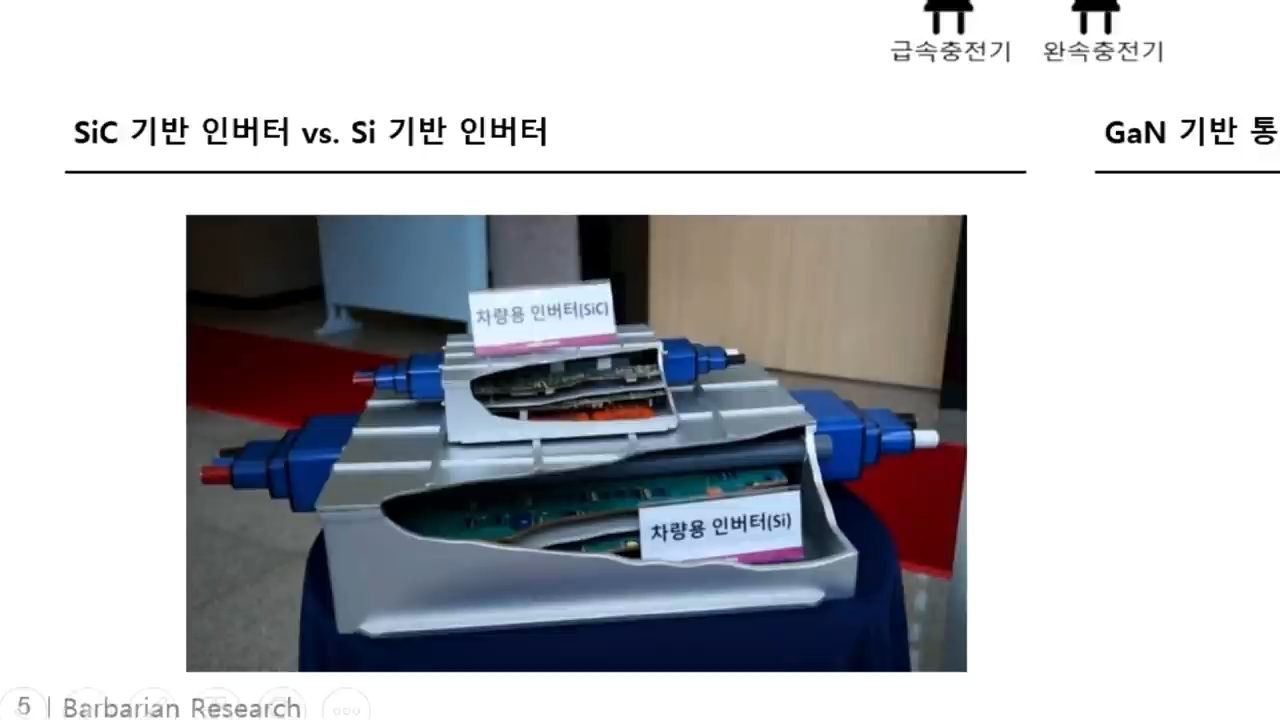 급속충전기 완속충전기
SiC 기반 인버터 vs. Si 기반 인버터
GaN 기반 통
차량용 인버터(SiC)
차량용 인버터(Si)
5 | Barbarian Research